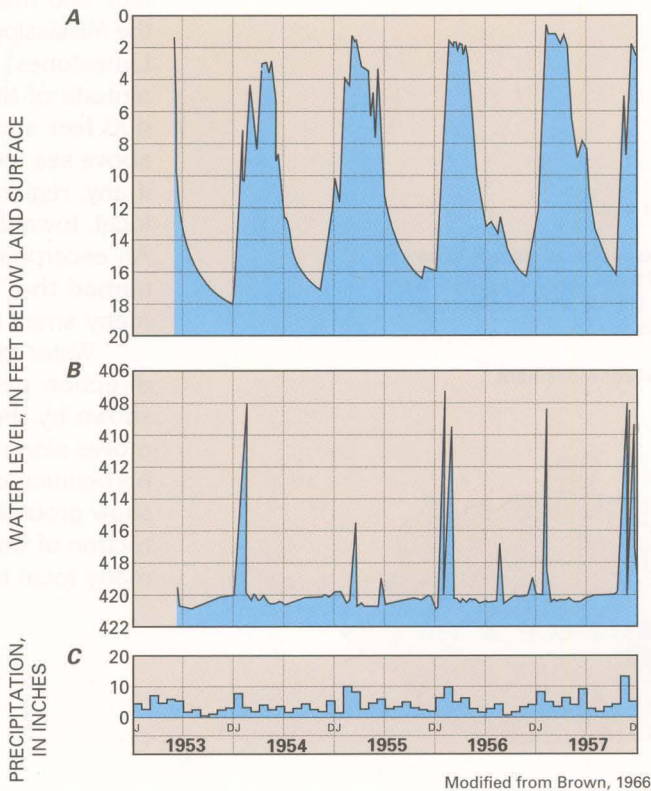 A
0
2
4
6
8
10
12
14
16
18
20
WATER LEVEL, IN FEET BELOW LAND SURFACE
B
406
408
410
412
414
416
418
420
422
PRECIPITATION,
IN INCHES
C
20
10
0
J DJ DJ DJ DJ D
1953 1954 1955 1956 1957
Modified from Brown, 1966